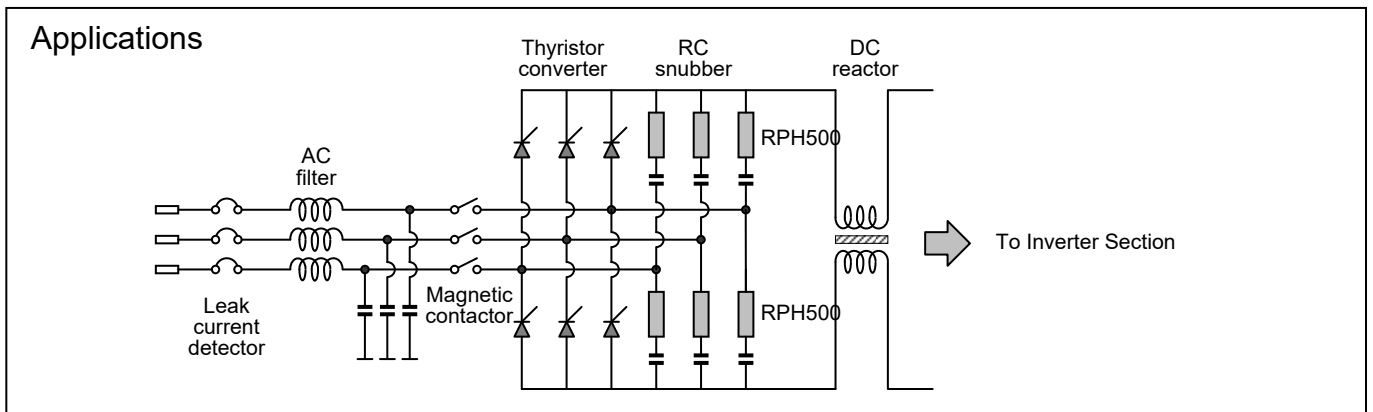 Applications
Thyristor
converter
RC
snubber
DC
reactor
RPH500
AC
filter
To Inverter Section
Leak
current
detector
Magnetic
contactor
RPH500